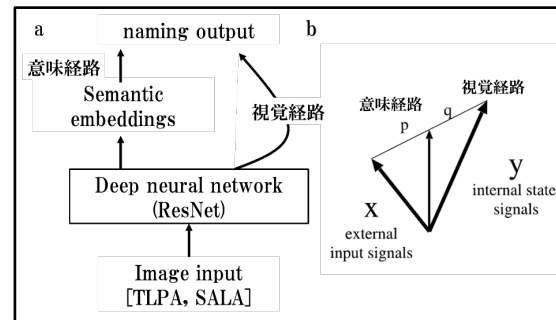 a
naming output
意味経路
Semantic
embeddings
視覚経路
Deep neural network
(ResNet)
Image input
[TLPA, SALA]
b
視覚経路
意味経路
q
p
y
internal state
signals
x
external
input signals